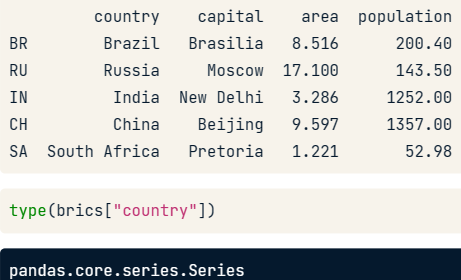 country capital area population
BR Brazil Brasilia 8.516 200.40
RU Russia Moscow 17.100 143.50
IN India New Delhi 3.286 1252.00
CH China Beijing 9.597 1357.00
SA South Africa Pretoria 1.221 52.98
type(brics["country"])
pandas.core.series.Series